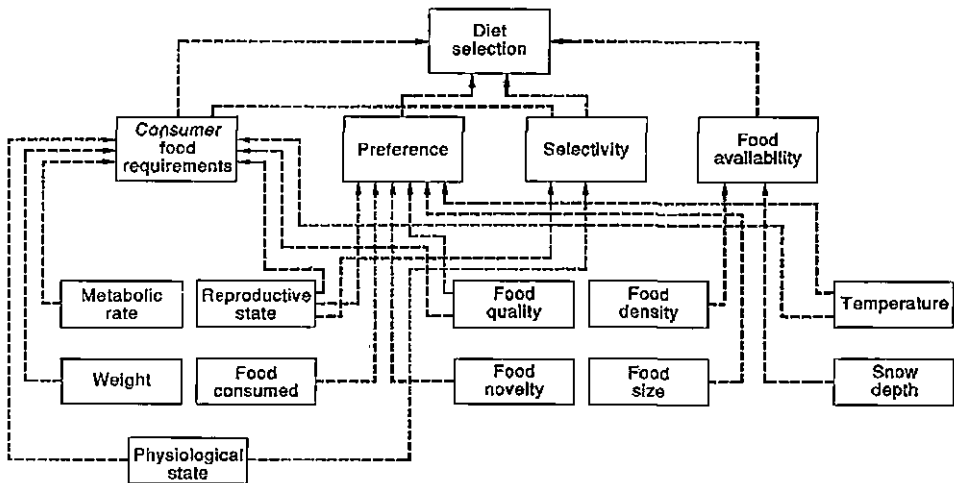 Diet
selection
Consumer
food
requirements
Preference
Selectivity
Food
availability
Metabolic
rate
Reproductive
state
Food
quality
Food
density
Temperature
Weight
Food
consumed
Food
novelty
Food
size
Snow
depth
Physiological
state